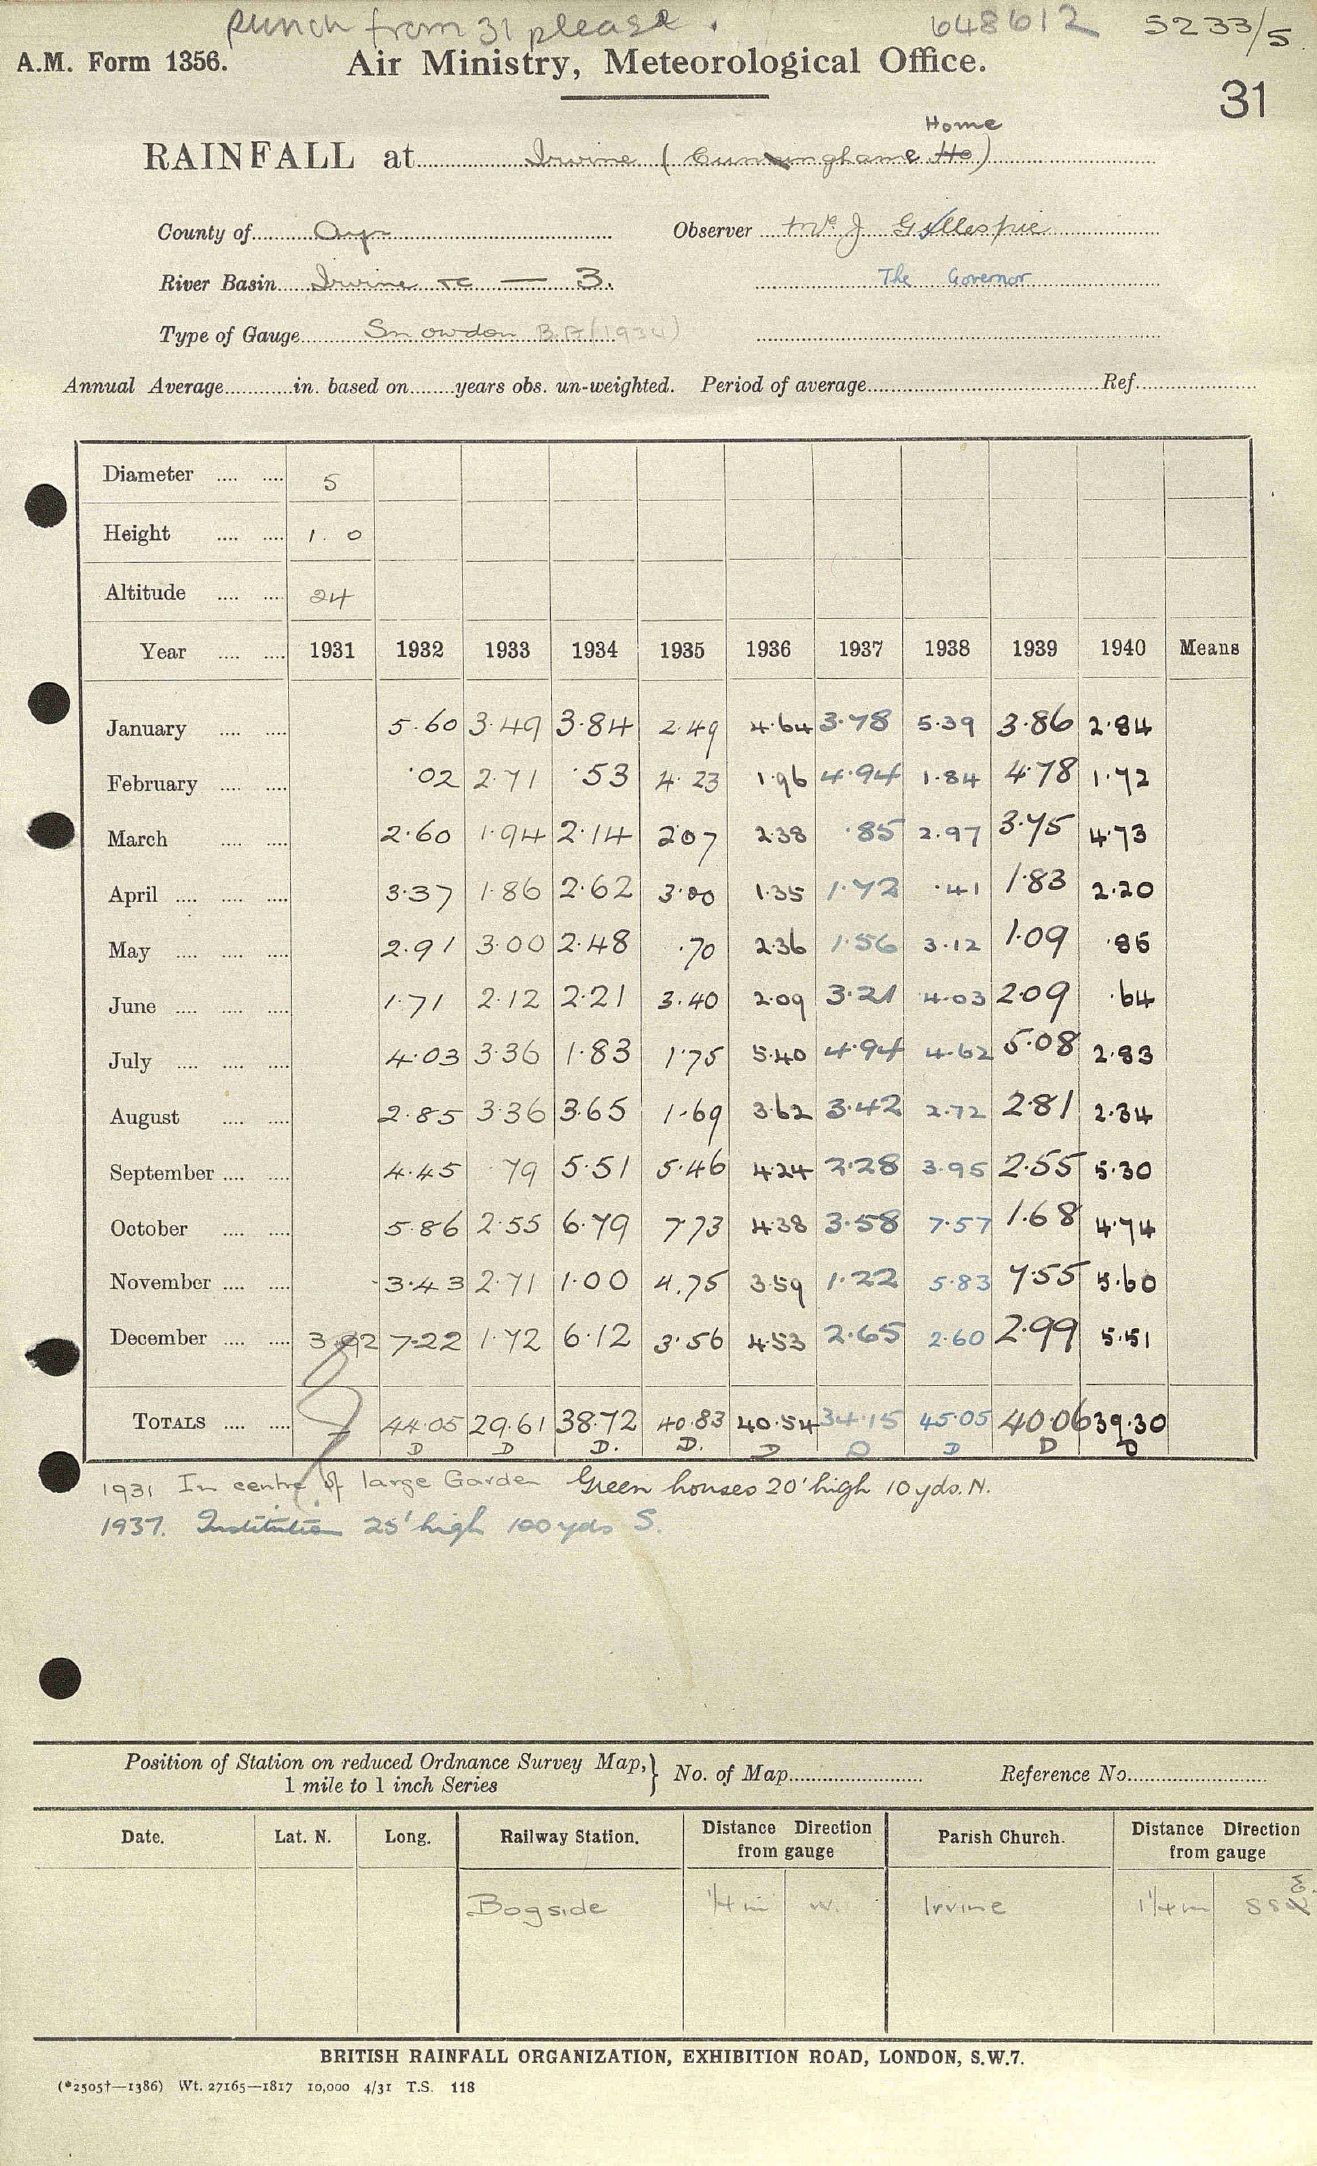 Punch from 31 please. 648612 5233/5
A.M. Form 1356. Air Ministry, Meteorological Office.
31
Home
RAINFALL at Irvine (Cunninghame Ho)
County of Ayr Observer Mr J Gillespie
River Basin Irvine &c — 3. The Governor
Type of Gauge Snowdon B.A (1934)
Annual Average in. based on years obs. un-weighted. Period of average Ref.
Diameter 5
Height 1. 0
Altitude 24
Year 1931 1932 1933 1934 1935 1936 1937 1938 1939 1940 Means
January 5.60 3.49 3.84 2.49 4.64 3.78 5.39 3.86 2.84
February .02 2.71 .53 4.23 1.96 4.94 1.84 4.78 1.72
March 2.60 1.94 2.14 2.07 2.38 .85 2.97 3.75 4.73
April 3.37 1.86 2.62 3.00 1.35 1.72 .41 1.83 2.20
May 2.91 3.00 2.48 .70 2.36 1.56 3.12 1.09 .85
June 1.71 2.12 2.21 3.40 2.09 3.21 4.03 2.09 .64
July 4.03 3.36 1.83 1.75 5.40 4.94 4.62 5.08 2.83
August 2.85 3.36 3.65 1.69 3.62 3.42 2.72 2.81 2.34
September 4.45 .79 5.51 5.46 4.24 2.28 3.95 2.55 5.30
October 5.86 2.55 6.79 7.73 4.38 3.58 7.57 1.68 4.74
November 3.43 2.71 1.00 4.75 3.59 1.22 5.83 7.55 5.60
December 3.92 7.22 1.72 6.12 3.56 4.53 2.65 2.60 2.99 5.51
TOTALS 44.05 29.61 38.72 40.83 40.54 34.15 45.05 40.06 39.30
D D D. D. D D D D D
1931 In centre of large Garden Green houses 20' high 10 yds. N.
1937. Institution 25' high 100 yds S.
Position of Station on reduced Ordnance Survey Map, } No. of Map Reference No.
1 mile to 1 inch Series
Date. Lat. N. Long. Railway Station. Distance Direction from gauge Parish Church. Distance Direction from gauge
Bogside 1/4 m W. Irvine 1 1/4 m SSE.
BRITISH RAINFALL ORGANIZATION, EXHIBITION ROAD, LONDON, S.W.7.
(*2505†—1386) Wt. 27165—1817 10,000 4/31 T.S. 118